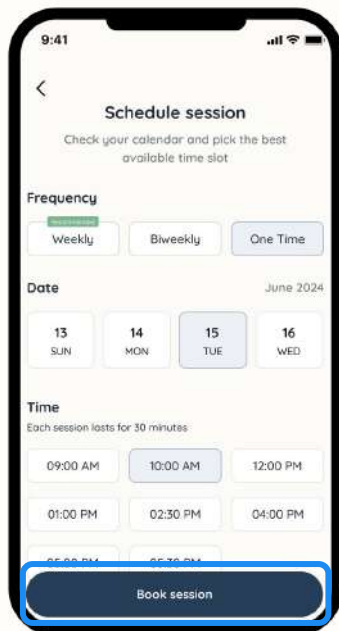 9:41
Schedule session
Check your calendar and pick the best
available time slot
Frequency
Weekly Biweekly One Time
Date June 2024
13 14 15 16
SUN MON TUE WED
Time
Each session lasts for 30 minutes
09:00 AM 10:00 AM 12:00 PM
01:00 PM 02:30 PM 04:00 PM
Book session